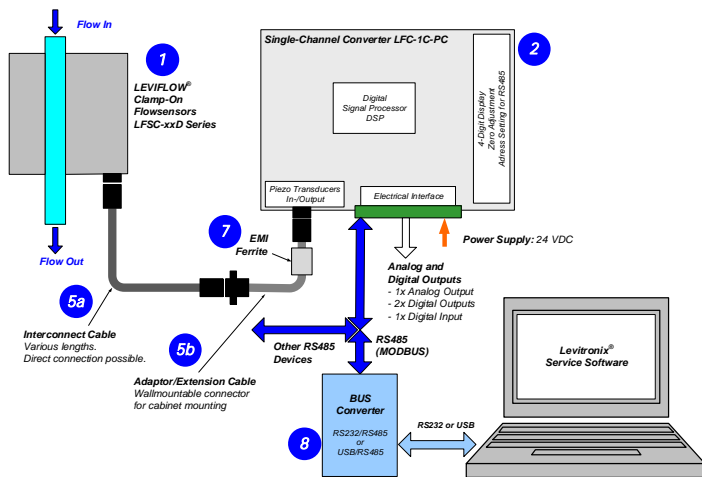 Flow In
1
LEVIFLOW®
Clamp-On
Flowsensors
LFSC-xxD Series
Single-Channel Converter LFC-1C-PC
2
Digital
Signal Processor
DSP
4-Digit Display
Zero Adjustment
Adress Setting for RS485
Piezo Transducers
In-/Output
Electrical Interface
7
EMI
Ferrite
Power Supply: 24 VDC
Flow Out
Analog and
Digital Outputs
- 1x Analog Output
- 2x Digital Outputs
- 1x Digital Input
5a
Interconnect Cable
Various lengths.
Direct connection possible.
5b
Adaptor/Extension Cable
Wallmountable connector
for cabinet mounting
Other RS485
Devices
RS485
(MODBUS)
Levitronix®
Service Software
BUS
Converter
RS232/RS485
or
USB/RS485
8
RS232 or USB